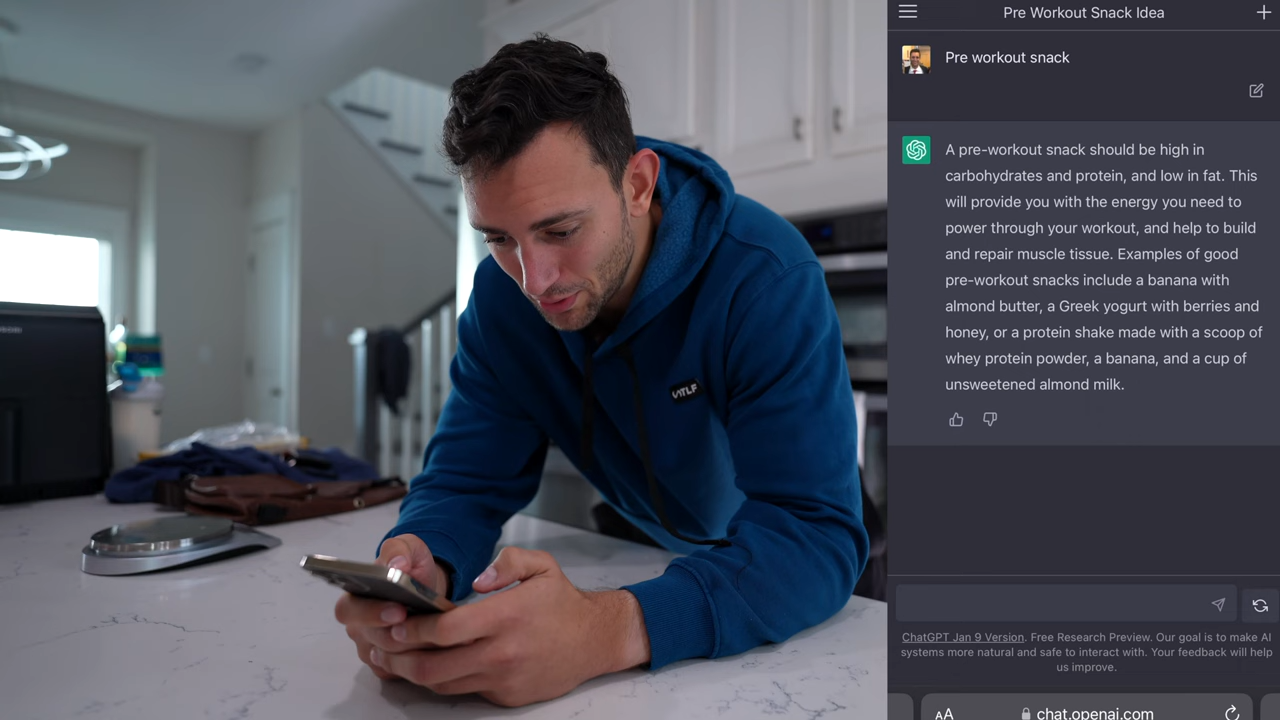 Pre Workout Snack Idea
Pre workout snack
A pre-workout snack should be high in
carbohydrates and protein, and low in fat. This
will provide you with the energy you need to
power through your workout, and help to build
and repair muscle tissue. Examples of good
pre-workout snacks include a banana with
almond butter, a Greek yogurt with berries and
honey, or a protein shake made with a scoop of
whey protein powder, a banana, and a cup of
unsweetened almond milk.
ChatGPT Jan 9 Version. Free Research Preview. Our goal is to make AI
systems more natural and safe to interact with. Your feedback will help
us improve.
AA chat.openai.com